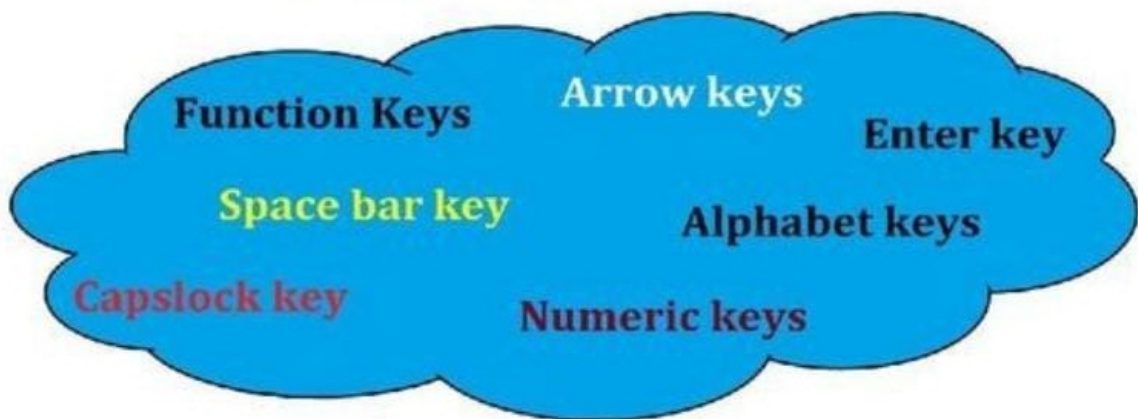 Function Keys
Arrow keys
Enter key
Space bar key
Alphabet keys
Capslock key
Numeric keys